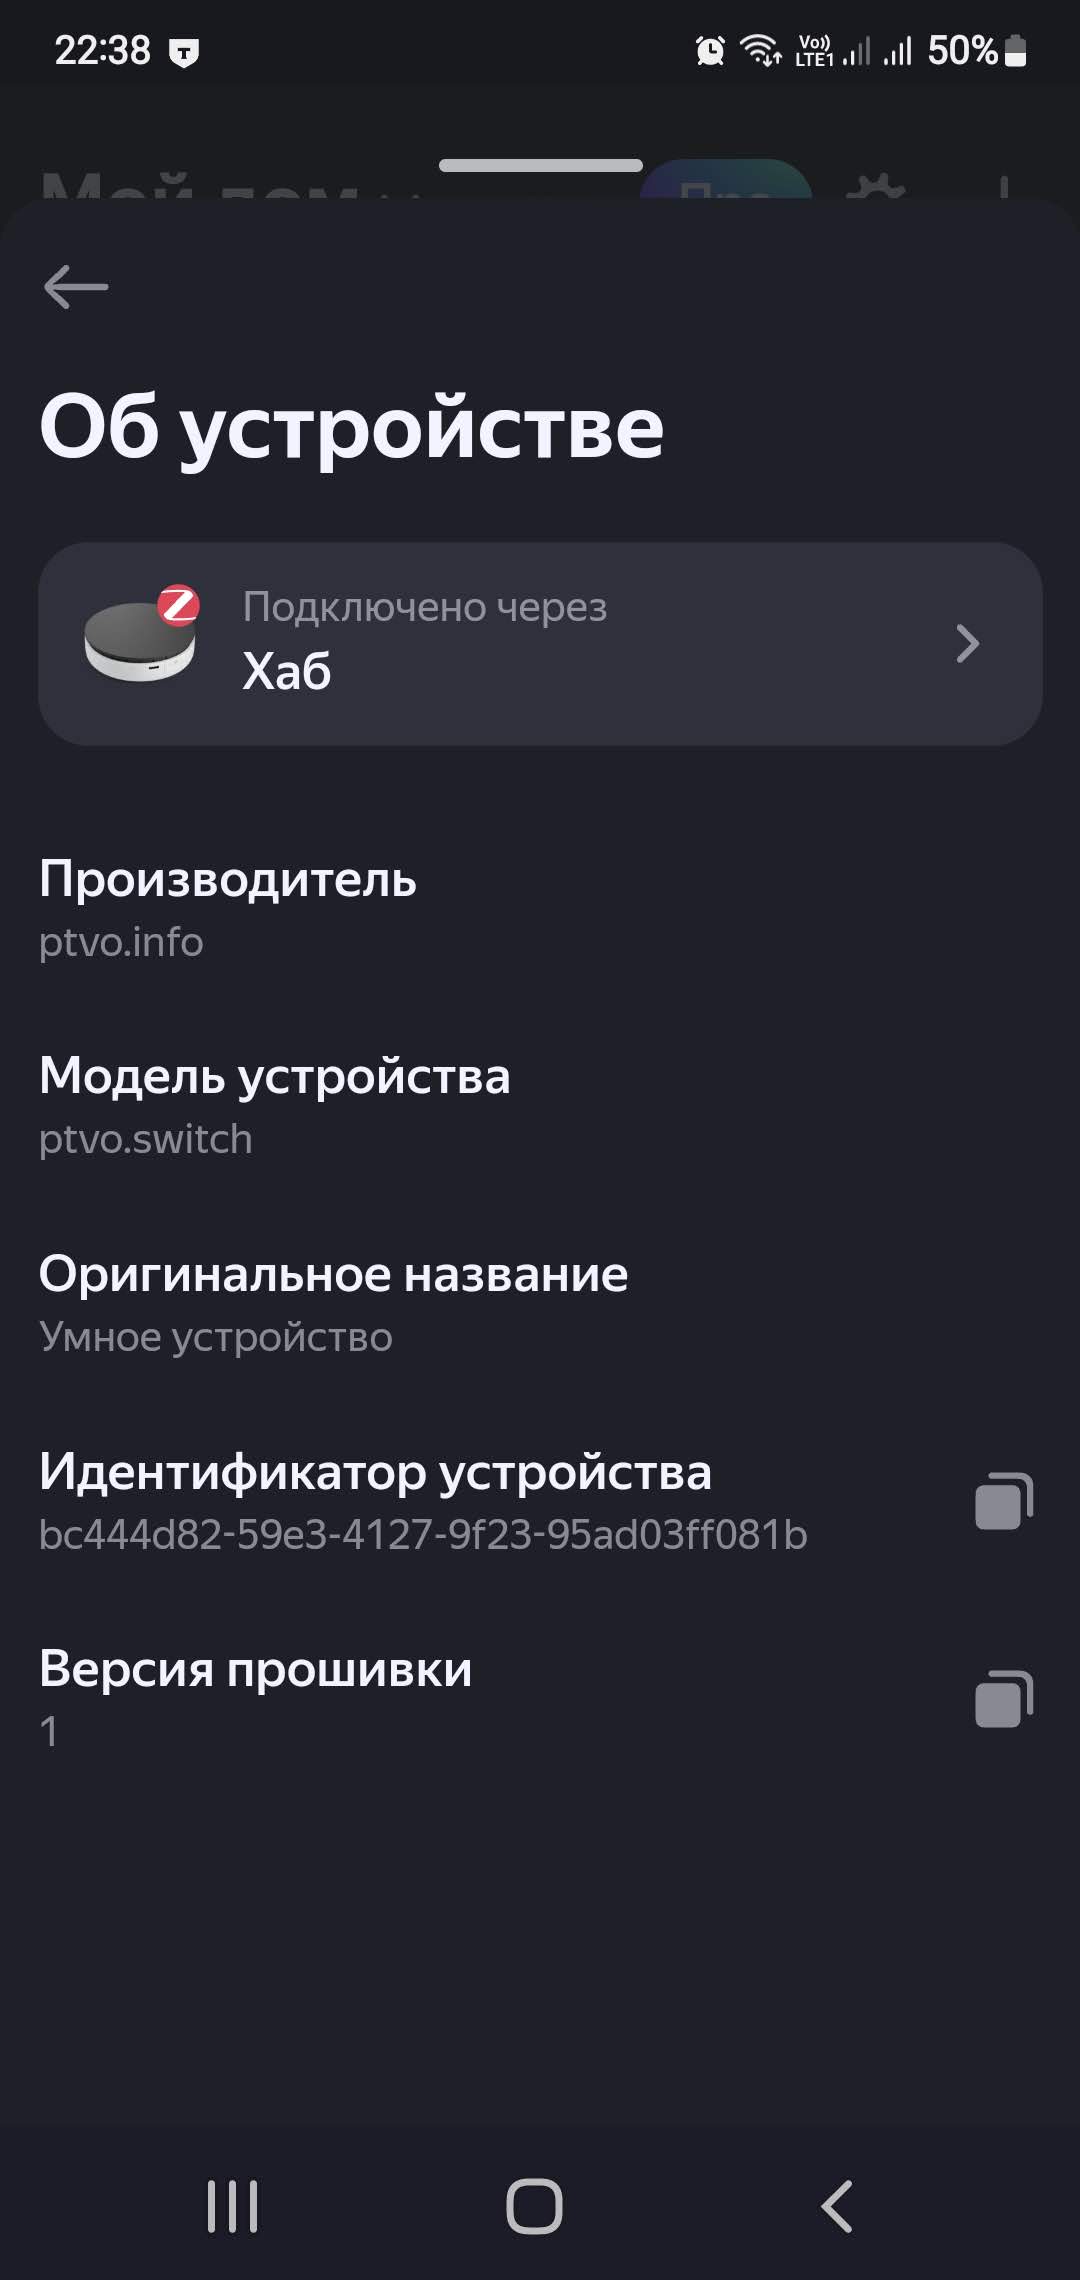 22:38
Vo)) LTE1 50%
Об устройстве
Подключено через
Хаб
Производитель
ptvo.info
Модель устройства
ptvo.switch
Оригинальное название
Умное устройство
Идентификатор устройства
bc444d82-59e3-4127-9f23-95ad03ff081b
Версия прошивки
1